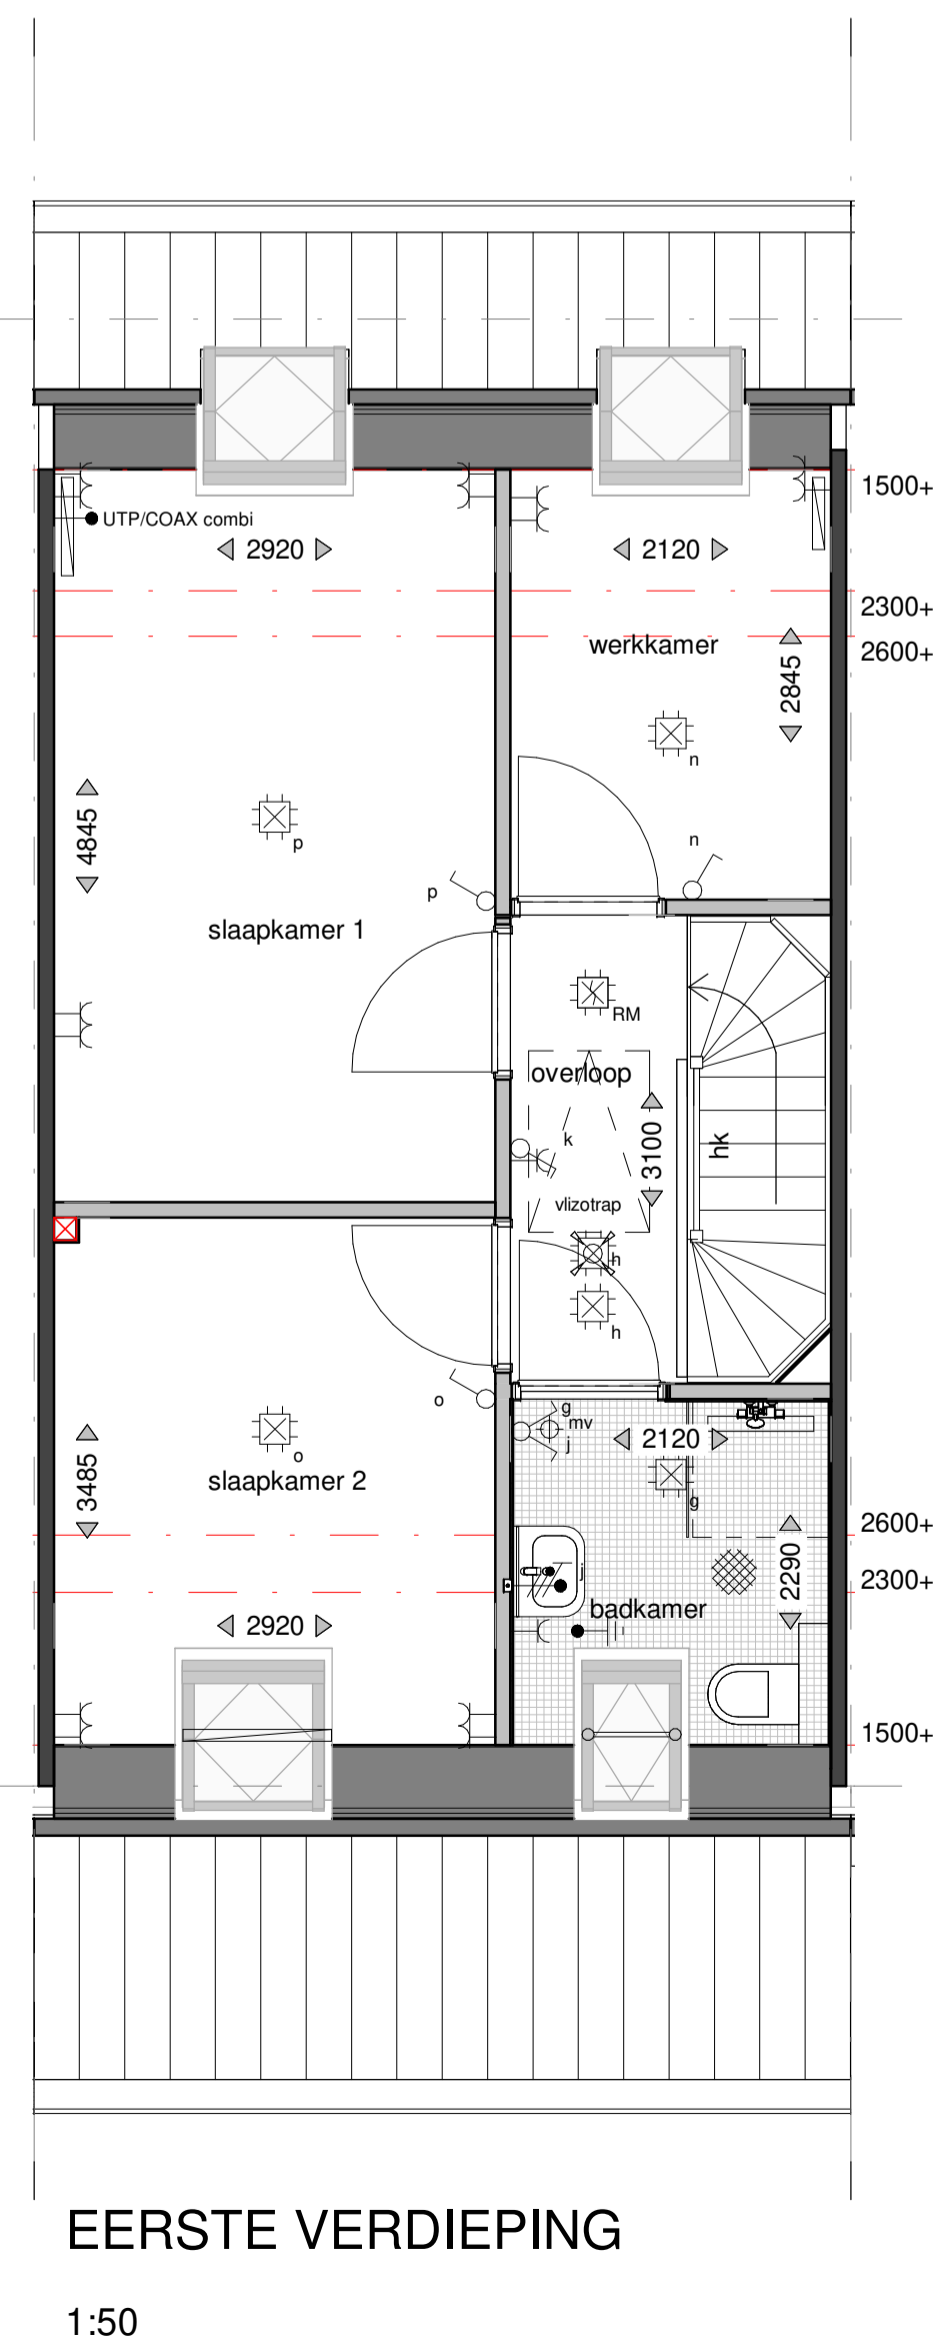 1500+
UTP/COAX combi
2920
2120
2300+
werkkamer
2600+
2845
n
4845
p
n
p
slaapkamer 1
RM
overloop
k
3100
hk
vlizotrap
h
h
o
g
mv
j
2120
o
slaapkamer 2
g
3485
2600+
2290
2300+
badkamer
2920
1500+
EERSTE VERDIEPING
1:50